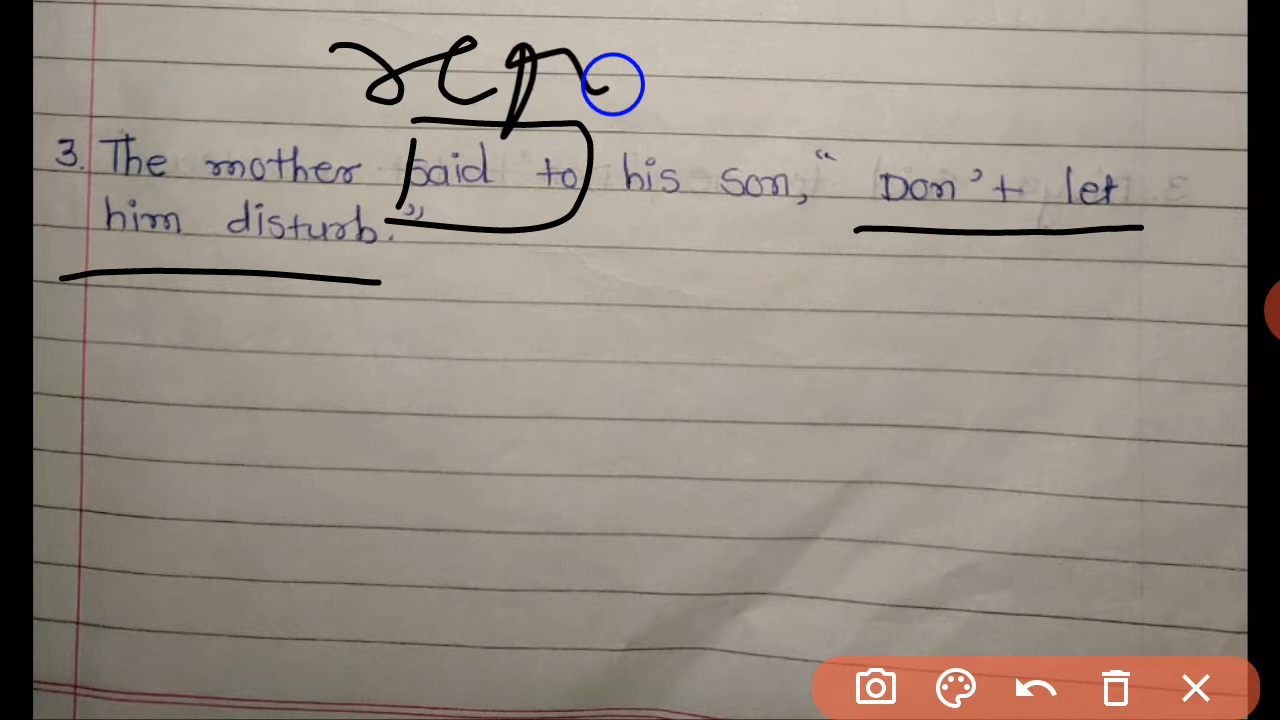 3. The mother said to his son, " Don't let
him disturb."